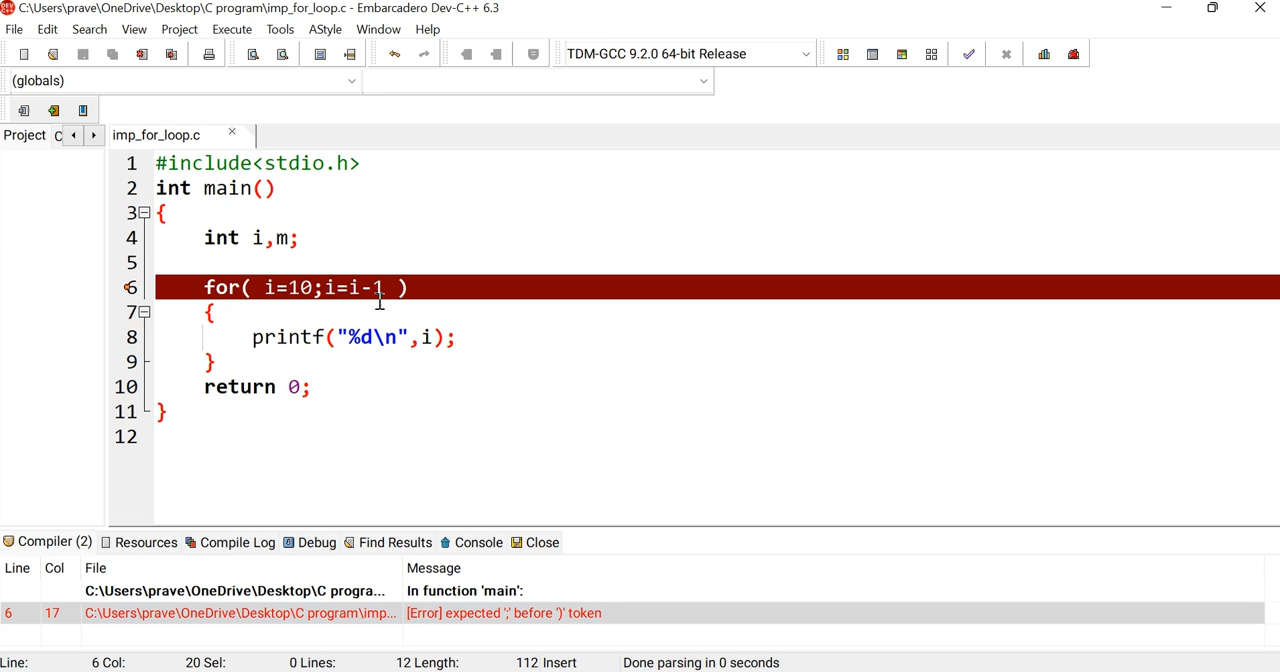 C:\Users\prave\OneDrive\Desktop\C program\imp_for_loop.c - Embarcadero Dev-C++ 6.3
File Edit Search View Project Execute Tools AStyle Window Help
TDM-GCC 9.2.0 64-bit Release
(globals)
Project C imp_for_loop.c
1 #include<stdio.h>
2 int main()
3 {
4 int i,m;
5
6 for( i=10;i=i-1 )
7 {
8 printf("%d\n",i);
9 }
10 return 0;
11 }
12
Compiler (2) Resources Compile Log Debug Find Results Console Close
Line Col File Message
C:\Users\prave\OneDrive\Desktop\C progra... In function 'main':
6 17 C:\Users\prave\OneDrive\Desktop\C program\imp... [Error] expected ';' before ')' token
Line: 6 Col: 20 Sel: 0 Lines: 12 Length: 112 Insert Done parsing in 0 seconds